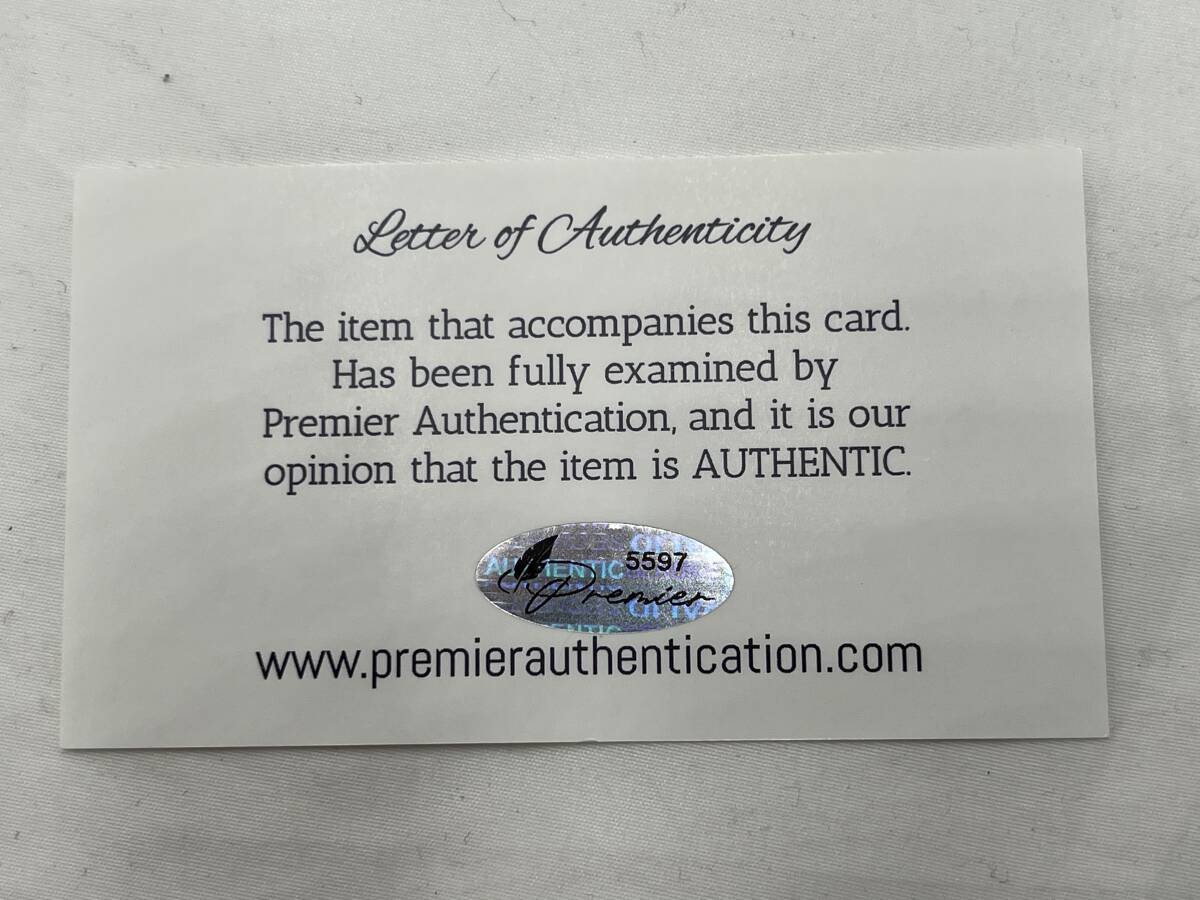 Letter of Authenticity
The item that accompanies this card.
Has been fully examined by
Premier Authentication, and it is our
opinion that the item is AUTHENTIC.
5597
AUTHENTIC
Premier
www.premierauthentication.com